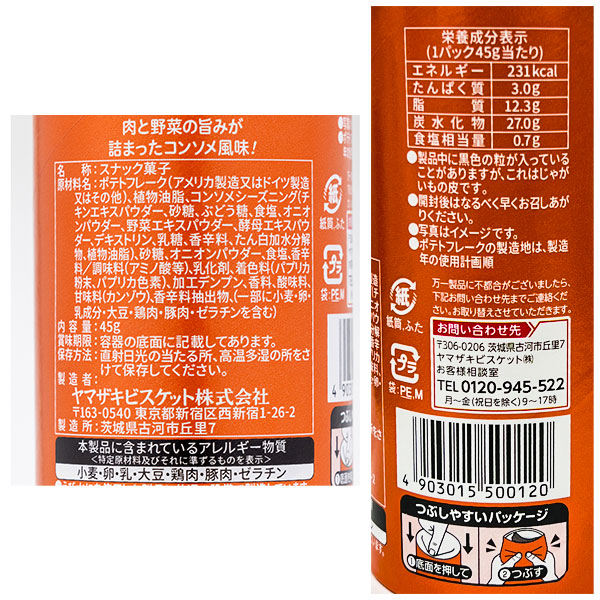 肉と野菜の旨みが
詰まったコンソメ風味!
名 称:スナック菓子
原材料名:ポテトフレーク(アメリカ製造又はドイツ製造
又はその他)、植物油脂、コンソメシーズニング(チ
キンエキスパウダー、砂糖、ぶどう糖、食塩、オニオ
ンパウダー、野菜エキスパウダー、酵母エキスパウ
ダー、デキストリン、乳糖、香辛料、たん白加水分解
物、植物油脂)、砂糖、オニオンパウダー、食塩、香辛
料/調味料(アミノ酸等)、乳化剤、着色料(パプリカ
粉末、パプリカ色素)、加工デンプン、香料、酸味料、
甘味料(カンゾウ)、香辛料抽出物、(一部に小麦・卵・
乳成分・大豆・鶏肉・豚肉・ゼラチンを含む)
内容量:45g
賞味期限:容器の底面に記載してあります。
保存方法:直射日光の当たる所、高温多湿の所をさ
けて保存してください。
製造者:
ヤマザキビスケット株式会社
〒163-0540 東京都新宿区西新宿1-26-2
製造所:茨城県古河市丘里7
本製品に含まれているアレルギー物質
<特定原材料及びそれに準ずるものを表示>
小麦・卵・乳・大豆・鶏肉・豚肉・ゼラチン
紙
紙筒,ふた
プラ
袋:PE,M
4903
つぶし
栄養成分表示
(1パック45g当たり)
エネルギー 231kcal
たんぱく質 3.0g
脂質 12.3g
炭水化物 27.0g
食塩相当量 0.7g
●製品中に黒色の粒が入っている
ことがありますが、これはじゃが
いもの皮です。
●開封後はなるべく早くお召しあが
りください。
●写真はイメージです。
●ポテトフレークの製造地は、製造
年の使用計画順
万一製品に不都合がございましたら、
下記お問い合わせ先までご連絡くださ
い。お取り替えさせていただきます。
お問い合わせ先
〒306-0206 茨城県古河市丘里7
ヤマザキビスケット㈱
お客様相談室
TEL 0120-945-522
月〜金(祝日を除く)9〜17時
紙
紙筒,ふた
プラ
袋:PE,M
4 903015 500120
つぶしやすいパッケージ
①底面を押して
②つぶす